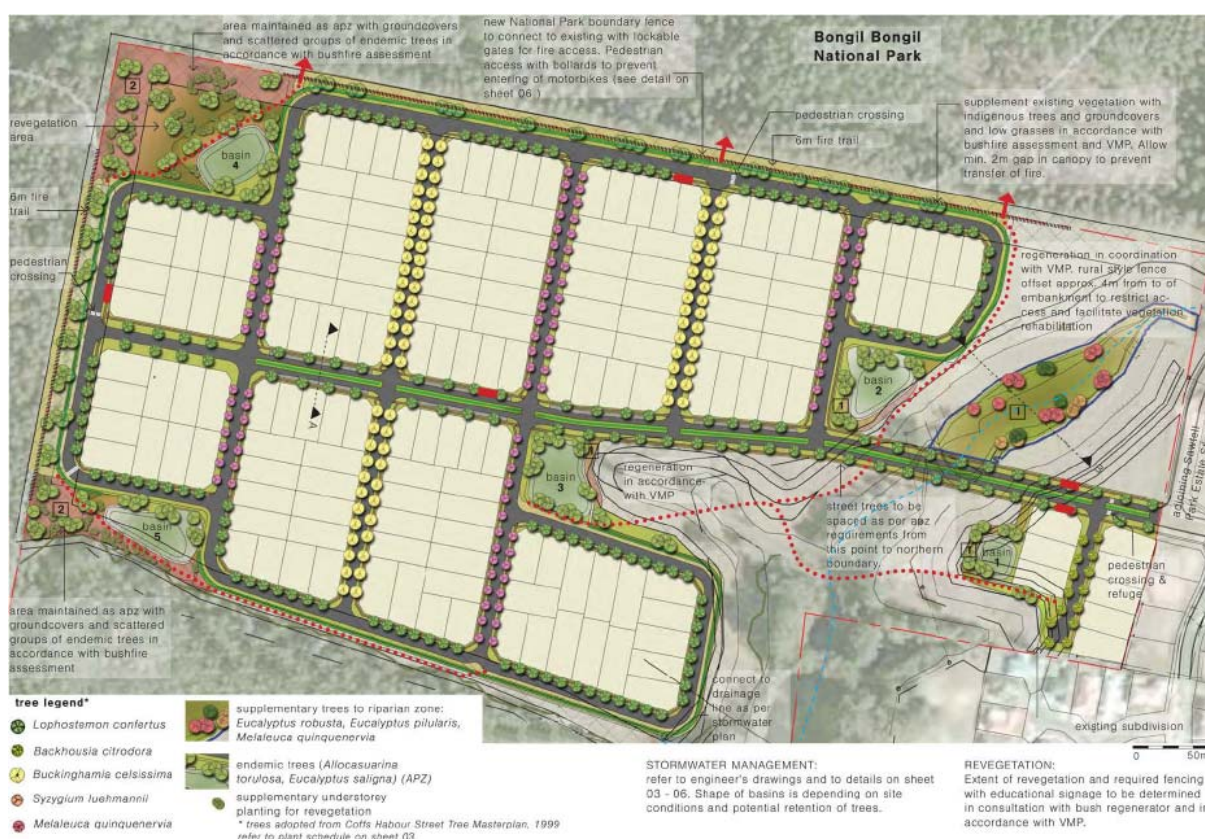 area maintained as apz with groundcovers
and scattered groups of endemic trees in
accordance with bushfire assessment
new National Park boundary fence
to connect to existing with lockable
gates for fire access. Pedestrian
access with bollards to prevent
entering of motorbikes (see detail on
sheet 06.)
Bongil Bongil
National Park
pedestrian crossing
6m fire trail
supplement existing vegetation with
indigenous trees and groundcovers
and low grasses in accordance with
bushfire assessment and VMP. Allow
min. 2m gap in canopy to prevent
transfer of fire.
2
revegetation
area
basin
4
6m fire
trail
pedestrian
crossing
regeneration in coordination
with VMP. rural style fence
offset approx. 4m from to of
embankment to restrict ac-
cess and facilitate vegetation
rehabilitation
basin
2
1
1
A
basin
3
regeneration
in accordance
with VMP
street trees to be
spaced as per apz
requirements from
this point to northern
boundary.
adjoining Sawtell
Park Estate
basin
1
pedestrian
crossing &
refuge
2
basin
5
area maintained as apz with
groundcovers and scattered
groups of endemic trees in
accordance with bushfire
assessment
connect to
drainage
line as per
stormwater
plan
existing subdivision
0 50m
tree legend*
Lophostemon confertus
Backhousia citrodora
Buckinghamia celsissima
Syzygium luehmannii
Melaleuca quinquenervia
supplementary trees to riparian zone:
Eucalyptus robusta, Eucalyptus pilularis,
Melaleuca quinquenervia
endemic trees (Allocasuarina
torulosa, Eucalyptus saligna) (APZ)
supplementary understorey
planting for revegetation
* trees adopted from Coffs Habour Street Tree Masterplan, 1999
refer to plant schedule on sheet 03
STORMWATER MANAGEMENT:
refer to engineer's drawings and to details on sheet
03 - 06. Shape of basins is depending on site
conditions and potential retention of trees.
REVEGETATION:
Extent of revegetation and required fencing
with educational signage to be determined
in consultation with bush regenerator and in
accordance with VMP.